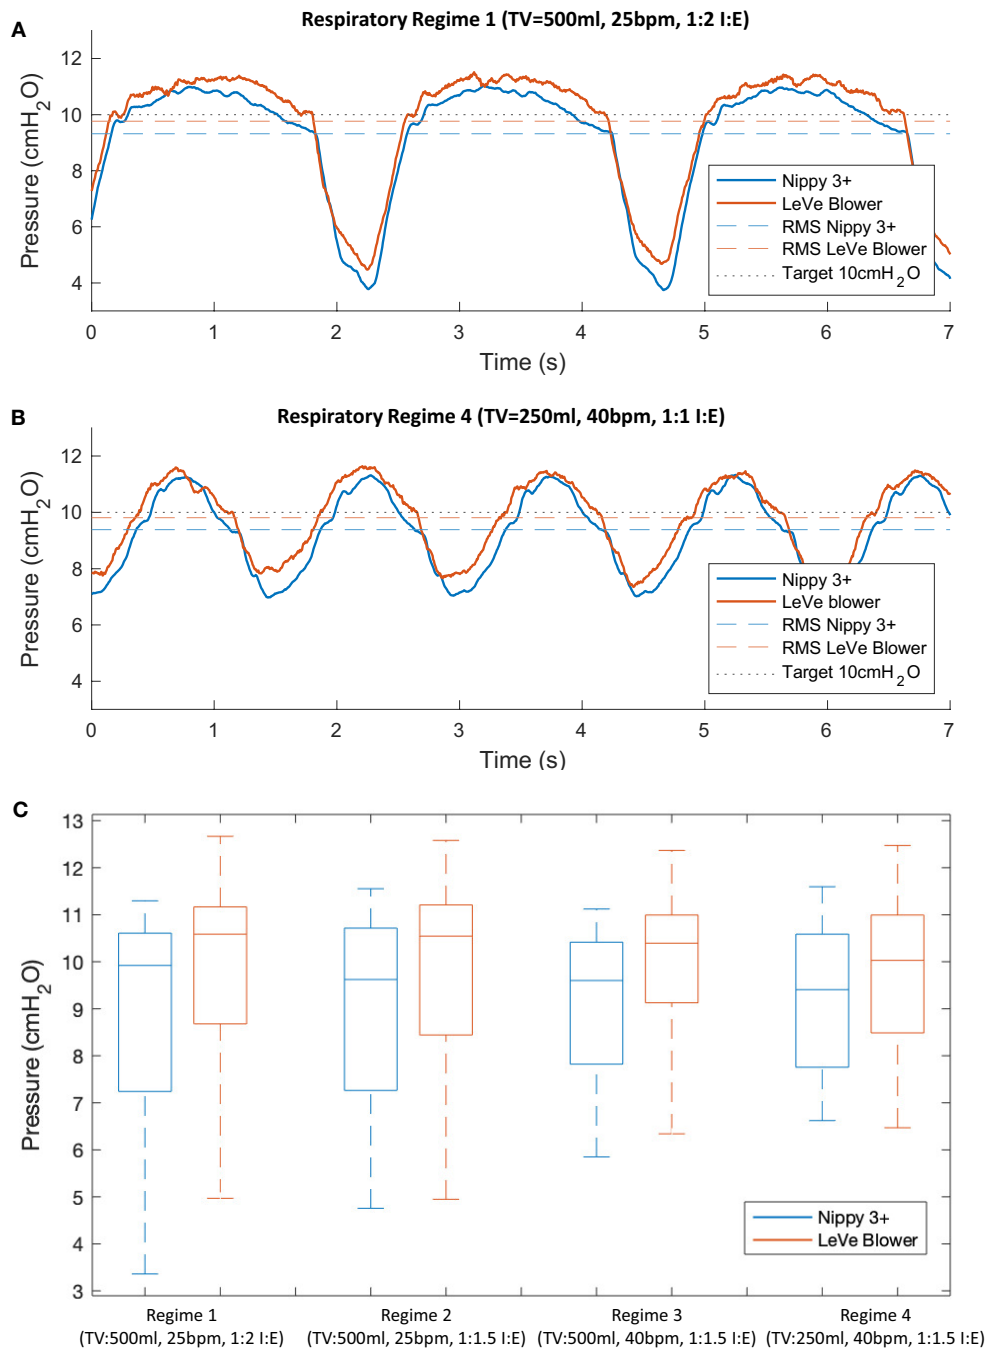 A
Respiratory Regime 1 (TV=500ml, 25bpm, 1:2 I:E)
12
10
8
6
4
Pressure (cmH2O)
Nippy 3+
LeVe Blower
RMS Nippy 3+
RMS LeVe Blower
Target 10cmH2O
0 1 2 3 4 5 6 7
Time (s)
B
Respiratory Regime 4 (TV=250ml, 40bpm, 1:1 I:E)
12
10
8
6
4
Pressure (cmH2O)
Nippy 3+
LeVe blower
RMS Nippy 3+
RMS LeVe Blower
Target 10cmH2O
0 1 2 3 4 5 6 7
Time (s)
C
13
12
11
10
9
8
7
6
5
4
3
Pressure (cmH2O)
Nippy 3+
LeVe Blower
Regime 1 Regime 2 Regime 3 Regime 4
(TV:500ml, 25bpm, 1:2 I:E) (TV:500ml, 25bpm, 1:1.5 I:E) (TV:500ml, 40bpm, 1:1.5 I:E) (TV:250ml, 40bpm, 1:1.5 I:E)